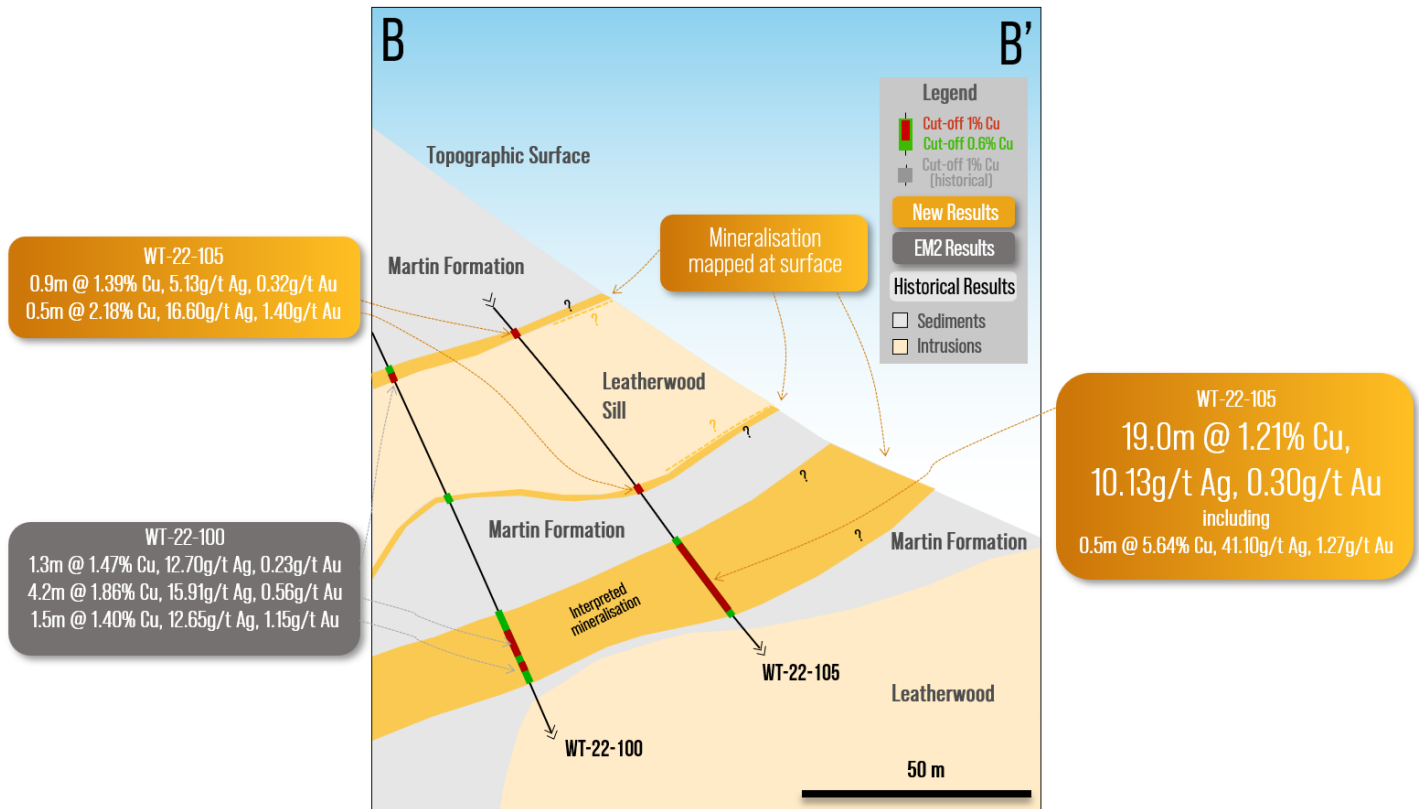 B
B'
Legend
Cut-off 1% Cu
Cut-off 0.6% Cu
Cut-off 1% Cu
(historical)
New Results
EM2 Results
Historical Results
Sediments
Intrusions
Topographic Surface
Mineralisation
mapped at surface
Martin Formation
WT-22-105
0.9m @ 1.39% Cu, 5.13g/t Ag, 0.32g/t Au
0.5m @ 2.18% Cu, 16.60g/t Ag, 1.40g/t Au
?
?
Leatherwood
Sill
?
?
WT-22-105
19.0m @ 1.21% Cu,
10.13g/t Ag, 0.30g/t Au
including
0.5m @ 5.64% Cu, 41.10g/t Ag, 1.27g/t Au
?
?
Martin Formation
Martin Formation
WT-22-100
1.3m @ 1.47% Cu, 12.70g/t Ag, 0.23g/t Au
4.2m @ 1.86% Cu, 15.91g/t Ag, 0.56g/t Au
1.5m @ 1.40% Cu, 12.65g/t Ag, 1.15g/t Au
Interpreted
mineralisation
WT-22-105
Leatherwood
WT-22-100
50 m